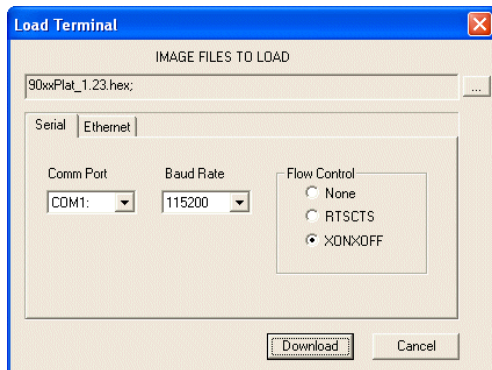 Load Terminal
IMAGE FILES TO LOAD
90xxPlat_1.23.hex;
...
Serial Ethernet
Comm Port Baud Rate Flow Control
COM1: 115200 None
RTSCTS
XONXOFF
Download Cancel